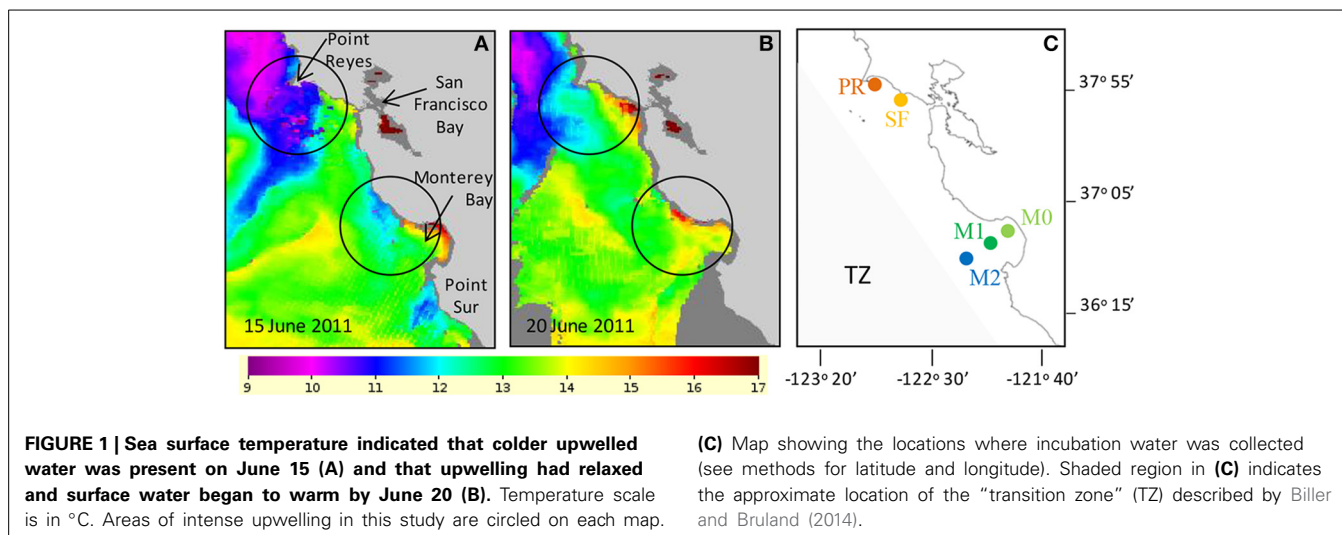 A
Point
Reyes
San
Francisco
Bay
Monterey
Bay
Point
Sur
15 June 2011
B
20 June 2011
C
PR
SF
M1
M0
M2
TZ
37° 55′
37° 05′
36° 15′
-123° 20′
-122° 30′
-121° 40′
9 10 11 12 13 14 15 16 17
FIGURE 1 | Sea surface temperature indicated that colder upwelled
water was present on June 15 (A) and that upwelling had relaxed
and surface water began to warm by June 20 (B). Temperature scale
is in °C. Areas of intense upwelling in this study are circled on each map.
(C) Map showing the locations where incubation water was collected
(see methods for latitude and longitude). Shaded region in (C) indicates
the approximate location of the “transition zone” (TZ) described by Biller
and Bruland (2014).